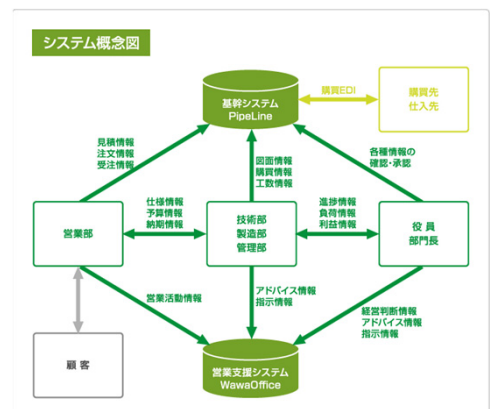 システム概念図
基幹システム
PipeLine
購買EDI
購買先
仕入先
見積情報
注文情報
受注情報
図面情報
購買情報
工数情報
各種情報の
確認・承認
営業部
仕様情報
予算情報
納期情報
技術部
製造部
管理部
進捗情報
負荷情報
利益情報
役員
部門長
営業活動情報
アドバイス情報
指示情報
経営判断情報
アドバイス情報
指示情報
顧客
営業支援システム
WawaOffice